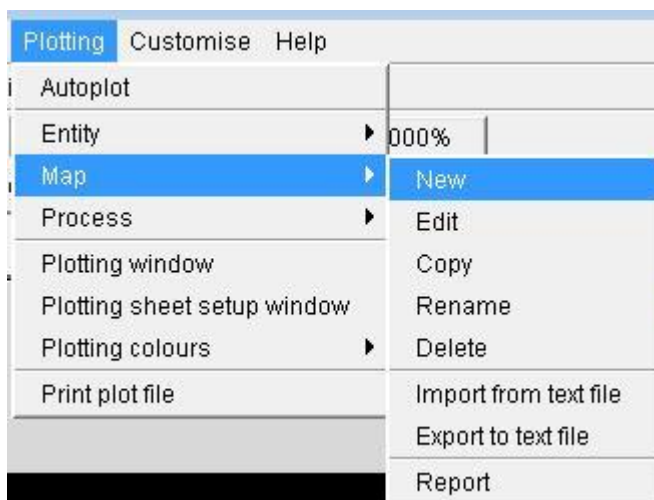 Plotting Customise Help
i Autoplot
Entity 000%
Map New
Process Edit
Plotting window Copy
Plotting sheet setup window Rename
Plotting colours Delete
Print plot file Import from text file
Export to text file
Report